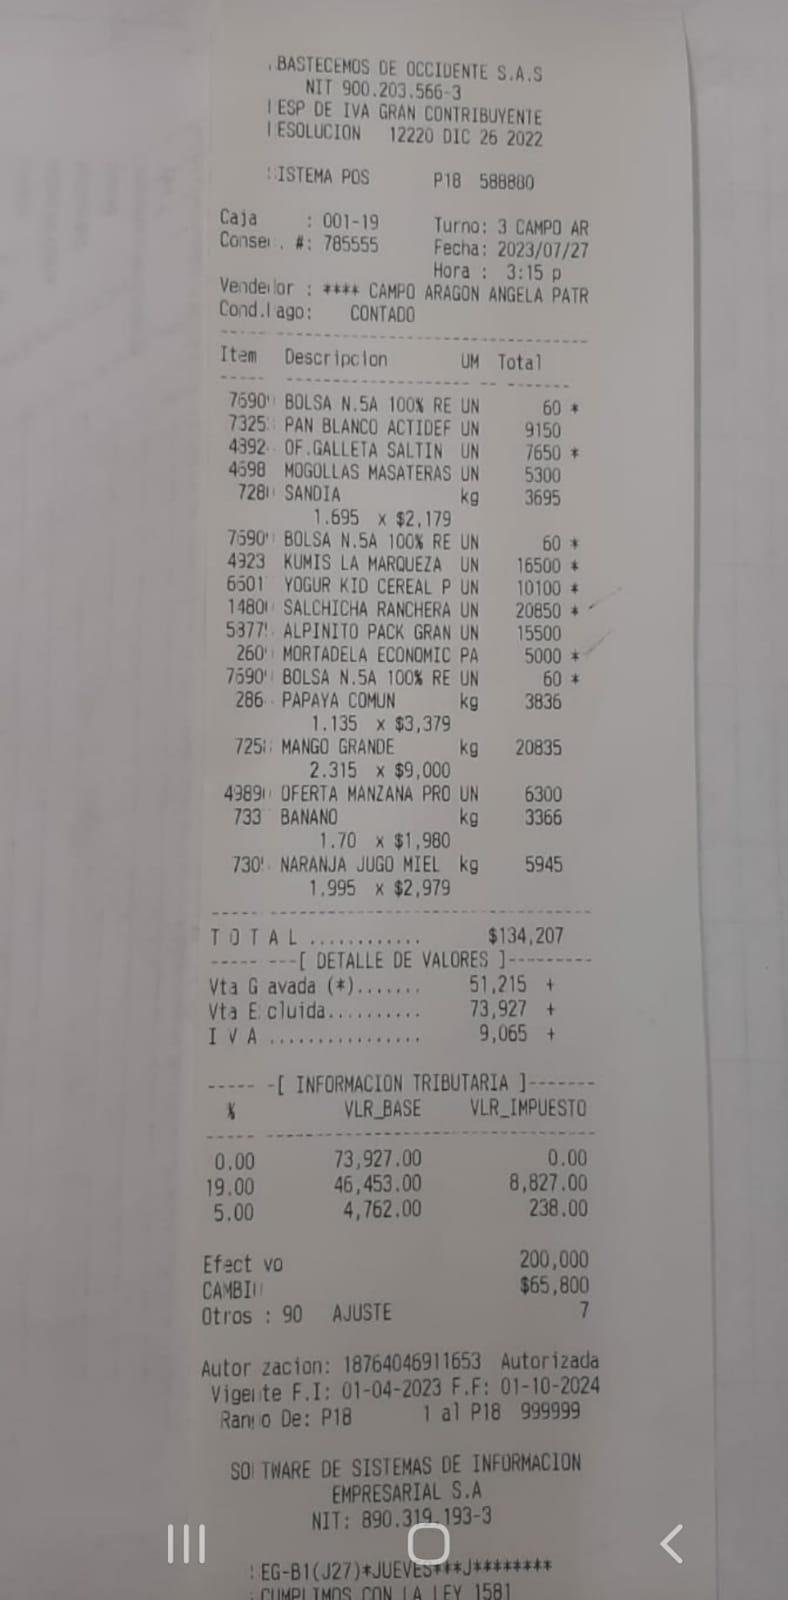 .BASTECEMOS DE OCCIDENTE S.A.S
NIT 900.203.566-3
ESP DE IVA GRAN CONTRIBUYENTE
ESOLUCION 12220 DIC 26 2022
ISTEMA POS P18 588880
Caja : 001-19 Turno: 3 CAMPO AR
Consec. #: 785555 Fecha: 2023/07/27
Hora : 3:15 p
Vendedor : **** CAMPO ARAGON ANGELA PATR
Cond.Pago: CONTADO
Item Descripcion UM Total
7690 BOLSA N.5A 100% RE UN 60 *
7325 PAN BLANCO ACTIDEF UN 9150
4392 OF.GALLETA SALTIN UN 7650 *
4698 MOGOLLAS MASATERAS UN 5300
728 SANDIA kg 3695
1.695 x $2,179
7690 BOLSA N.5A 100% RE UN 60 *
4923 KUMIS LA MARQUEZA UN 16500 *
6501 YOGUR KID CEREAL P UN 10100 *
1480 SALCHICHA RANCHERA UN 20850 *
5377 ALPINITO PACK GRAN UN 15500
260 MORTADELA ECONOMIC PA 5000 *
7690 BOLSA N.5A 100% RE UN 60 *
286 PAPAYA COMUN kg 3836
1.135 x $3,379
725 MANGO GRANDE kg 20835
2.315 x $9,000
4989 OFERTA MANZANA PRO UN 6300
733 BANANO kg 3366
1.70 x $1,980
730 NARANJA JUGO MIEL kg 5945
1.995 x $2,979
T O T A L ............ $134,207
----- ---[ DETALLE DE VALORES ]---------
Vta G avada (*)....... 51,215 +
Vta E cluida.......... 73,927 +
I V A ................ 9,065 +
----- -[ INFORMACION TRIBUTARIA ]-------
% VLR_BASE VLR_IMPUESTO
0.00 73,927.00 0.00
19.00 46,453.00 8,827.00
5.00 4,762.00 238.00
Efect vo 200,000
CAMBI $65,800
Otros : 90 AJUSTE 7
Autor zacion: 18764046911653 Autorizada
Vigente F.I: 01-04-2023 F.F: 01-10-2024
Ran o De: P18 1 al P18 999999
SO TWARE DE SISTEMAS DE INFORMACION
EMPRESARIAL S.A
NIT: 890.319.193-3
EG-B1(J27)*JUEVES***J********
CUMPLIMOS CON LA LEY 1581